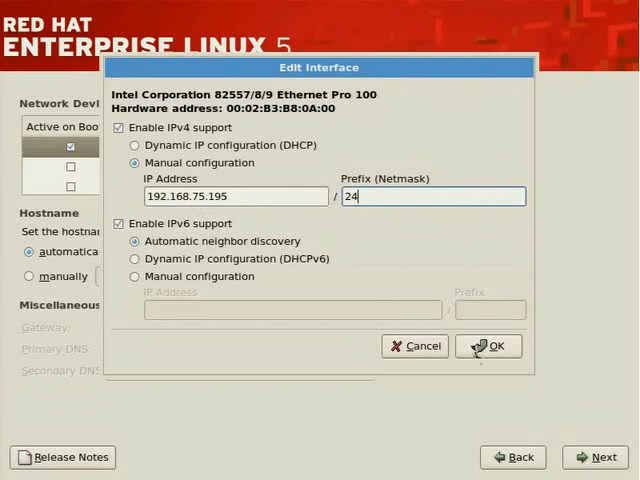 RED HAT
ENTERPRISE LINUX 5
Edit Interface
Intel Corporation 82557/8/9 Ethernet Pro 100
Hardware address: 00:02:B3:B8:0A:00
Enable IPv4 support
Dynamic IP configuration (DHCP)
Manual configuration
IP Address Prefix (Netmask)
192.168.75.195 / 24
Enable IPv6 support
Automatic neighbor discovery
Dynamic IP configuration (DHCPv6)
Manual configuration
IP Address Prefix
/
Cancel OK
Network Devi
Active on Boo
Hostname
Set the hostnam
automatica
manually
Miscellaneous
Gateway:
Primary DNS
Secondary DNS
Release Notes Back Next